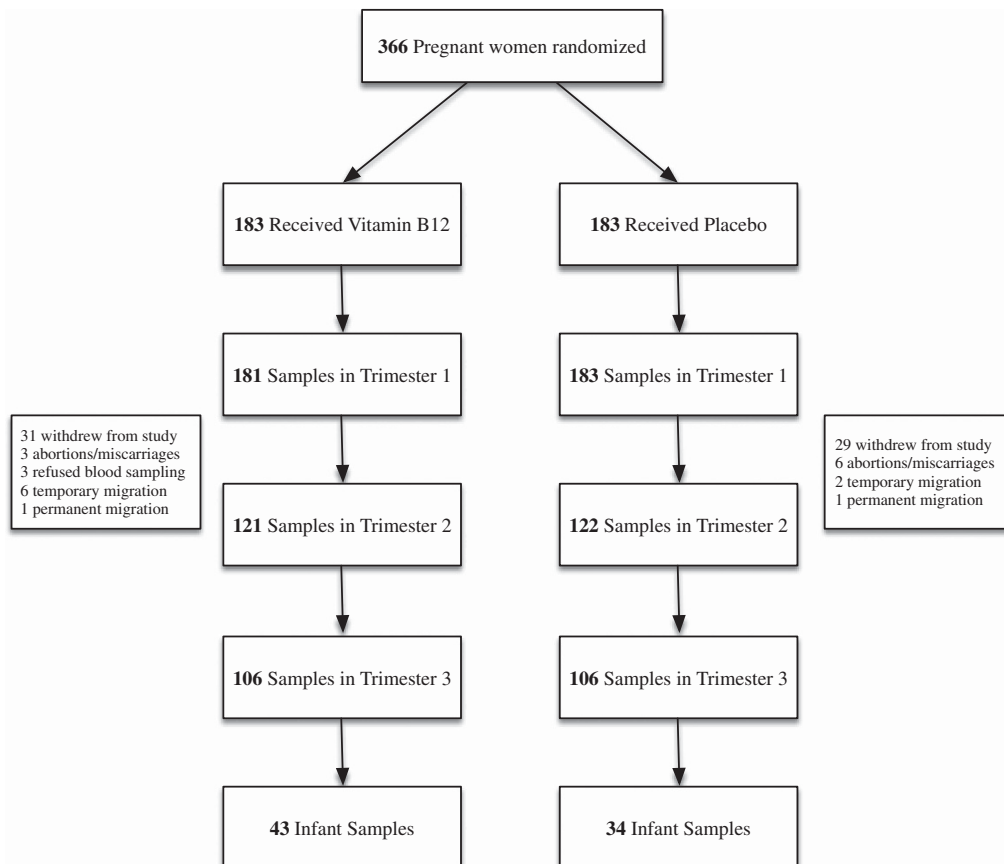 366 Pregnant women randomized
183 Received Vitamin B12
183 Received Placebo
181 Samples in Trimester 1
183 Samples in Trimester 1
31 withdrew from study
3 abortions/miscarriages
3 refused blood sampling
6 temporary migration
1 permanent migration
29 withdrew from study
6 abortions/miscarriages
2 temporary migration
1 permanent migration
121 Samples in Trimester 2
122 Samples in Trimester 2
106 Samples in Trimester 3
106 Samples in Trimester 3
43 Infant Samples
34 Infant Samples